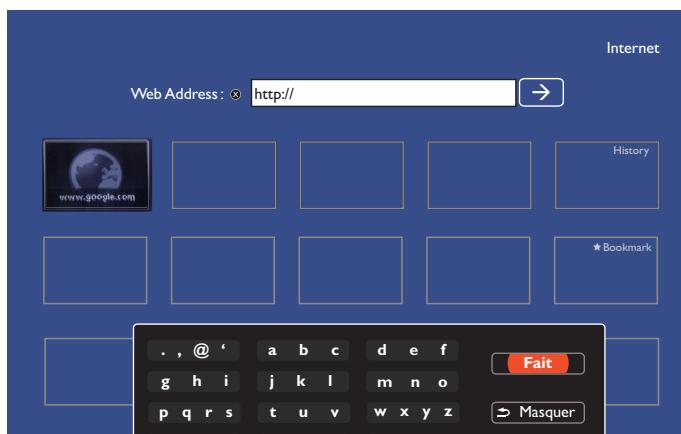 Internet
Web Address : http://
www.google.com
History
★Bookmark
. , @ ‘ a b c d e f
Fait
g h i j k l m n o
p q r s t u v w x y z
Masquer